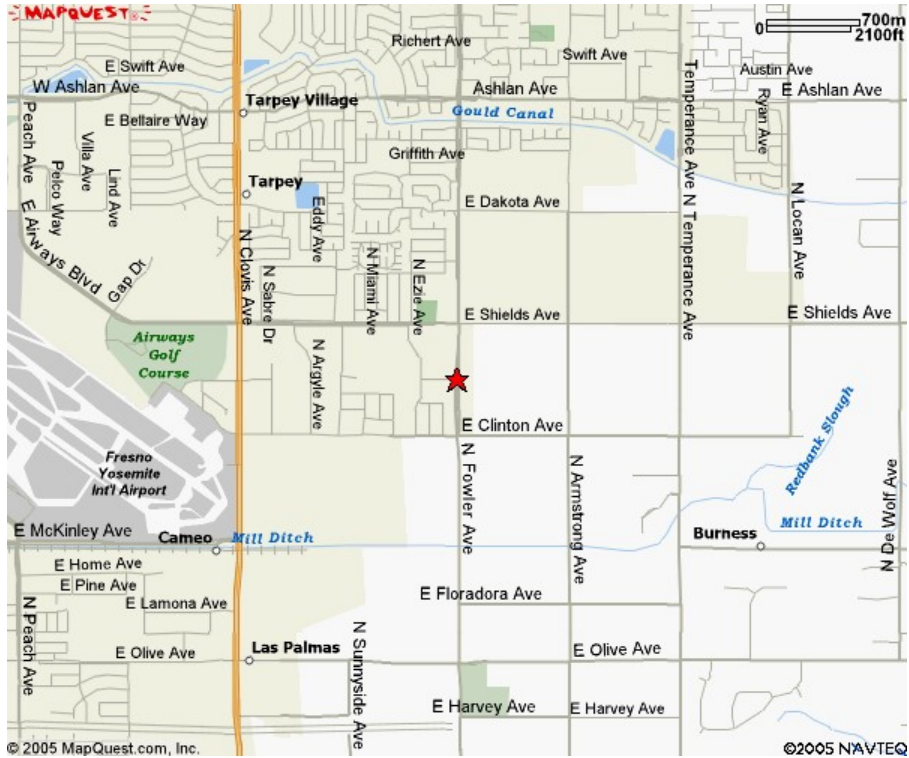 MAPQUEST
700m
2100ft
Richert Ave
Swift Ave
E Swift Ave
W Ashlan Ave
Ashlan Ave
Austin Ave
E Ashlan Ave
Tarpey Village
Gould Canal
E Bellaire Way
Peach Ave
Villa Ave
Pelco Way
Lind Ave
Griffith Ave
Temperance Ave
Ryan Ave
Tarpey
Eddy Ave
E Dakota Ave
N Temperance Ave
N Locan Ave
E Airways Blvd
Gap Dr
N Clovis Ave
N Sabre Dr
N Miami Ave
N Ezie Ave
E Shields Ave
E Shields Ave
Airways
Golf
Course
N Argyle Ave
E Clinton Ave
Fresno
Yosemite
Int'l Airport
N Fowler Ave
N Armstrong Ave
Redbank Slough
N De Wolf Ave
E McKinley Ave
Cameo
Mill Ditch
Burness
Mill Ditch
E Home Ave
E Pine Ave
E Lamona Ave
E Floradora Ave
N Peach Ave
E Olive Ave
Las Palmas
N Sunnyside Ave
E Olive Ave
E Harvey Ave
E Harvey Ave
© 2005 MapQuest.com, Inc.
©2005 NAVTEQ